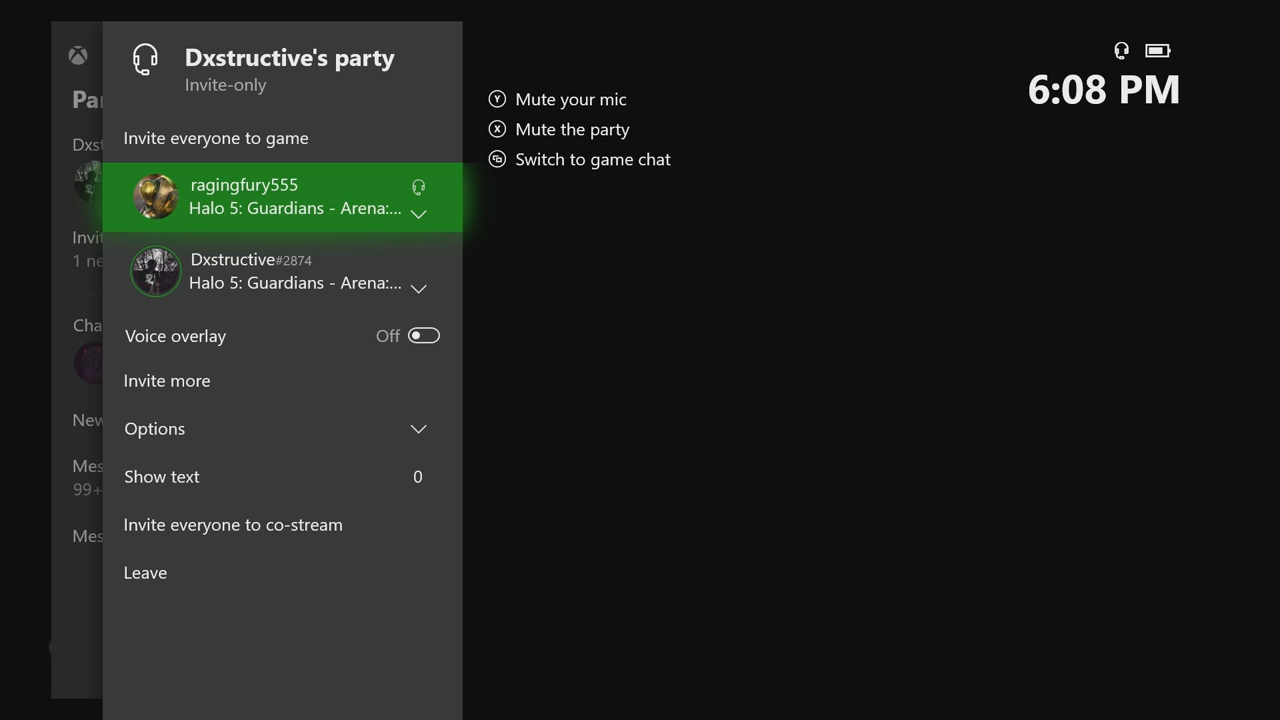 Dxstructive's party
Invite-only
Invite everyone to game
ragingfury555
Halo 5: Guardians - Arena:...
Dxstructive#2874
Halo 5: Guardians - Arena:...
Voice overlay Off
Invite more
Options
Show text 0
Invite everyone to co-stream
Leave
Y Mute your mic
X Mute the party
Switch to game chat
6:08 PM
Pa
Dxst
Invit
1 ne
Cha
New
Mes
99+
Mes